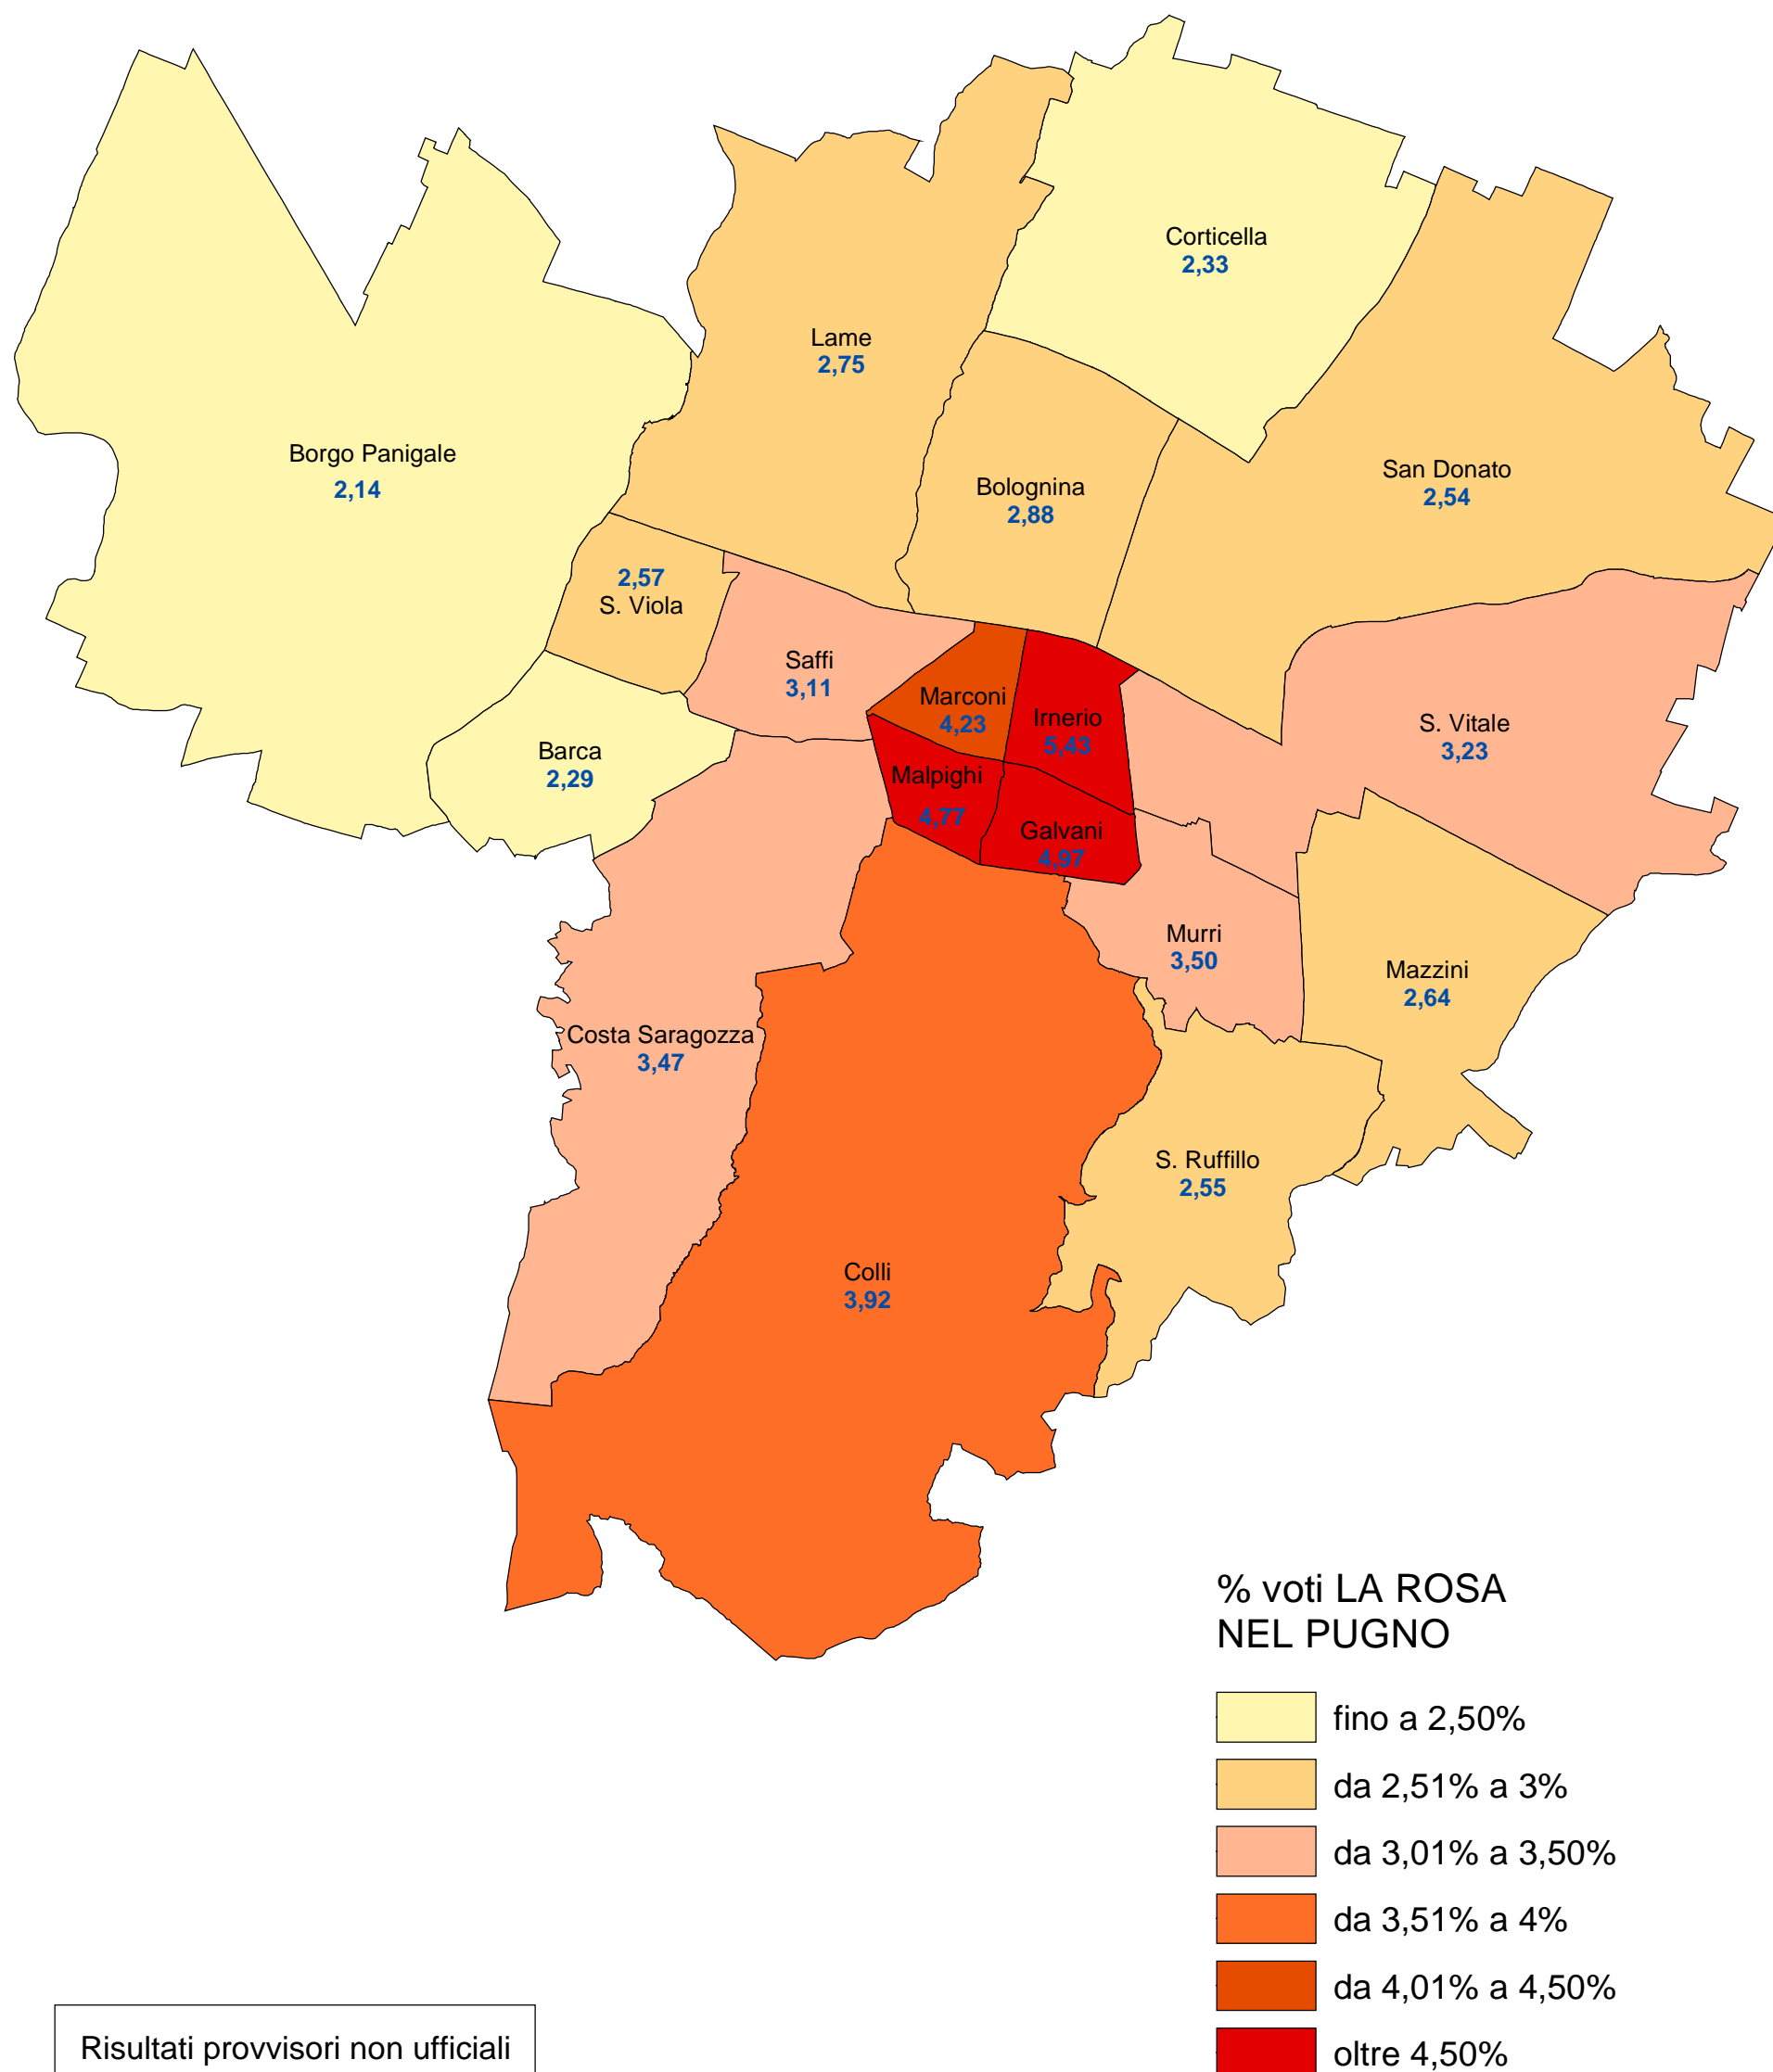 Corticella
2,33
Lame
2,75
Borgo Panigale
2,14
San Donato
2,54
Bolognina
2,88
2,57
S. Viola
Saffi
3,11
Marconi
4,23
Irnerio
5,43
S. Vitale
3,23
Barca
2,29
Malpighi
4,77
Galvani
4,97
Murri
3,50
Mazzini
2,64
Costa Saragozza
3,47
S. Ruffillo
2,55
Colli
3,92
% voti LA ROSA
NEL PUGNO
fino a 2,50%
da 2,51% a 3%
da 3,01% a 3,50%
da 3,51% a 4%
da 4,01% a 4,50%
oltre 4,50%
Risultati provvisori non ufficiali